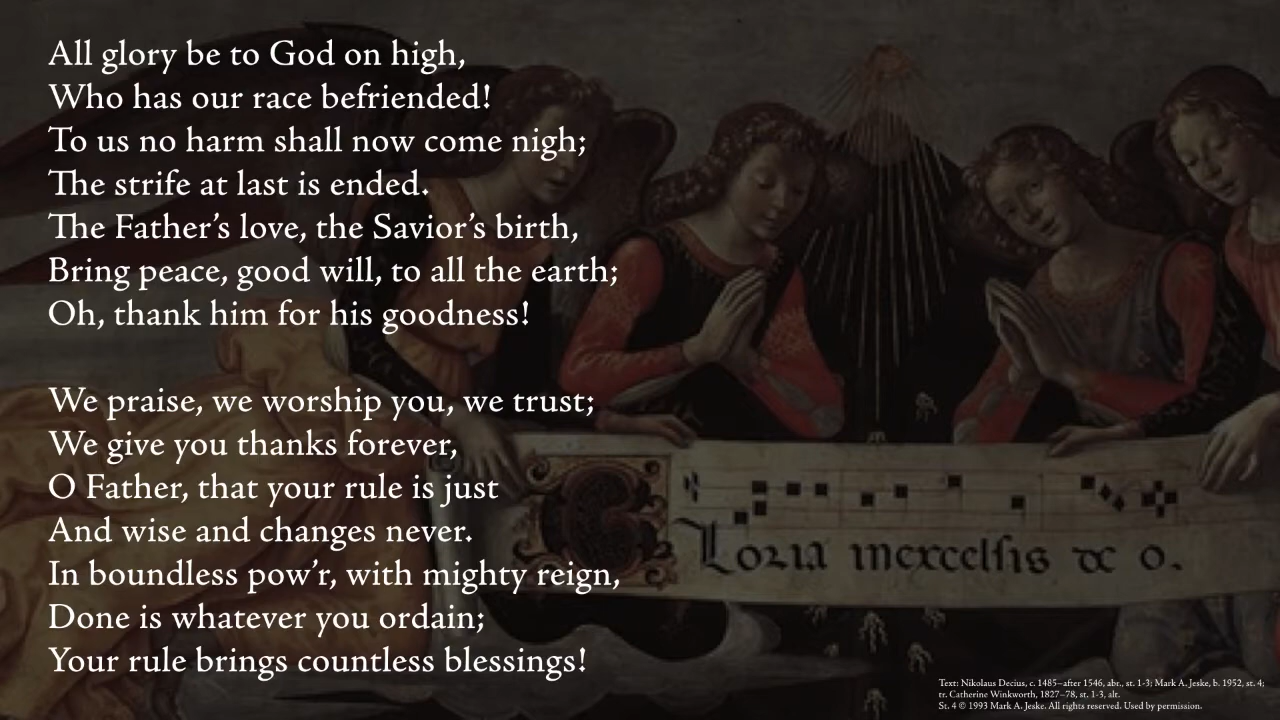 All glory be to God on high,
Who has our race befriended!
To us no harm shall now come nigh;
The strife at last is ended.
The Father’s love, the Savior’s birth,
Bring peace, good will, to all the earth;
Oh, thank him for his goodness!
We praise, we worship you, we trust;
We give you thanks forever,
O Father, that your rule is just
And wise and changes never.
In boundless pow’r, with mighty reign,
Done is whatever you ordain;
Your rule brings countless blessings!
Gloria inexcelsis de o.
Text: Nikolaus Decius, c. 1485–after 1546, abr., st. 1-3; Mark A. Jeske, b. 1952, st. 4;
tr. Catherine Winkworth, 1827–78, st. 1-3, alt.
St. 4 © 1993 Mark A. Jeske. All rights reserved. Used by permission.